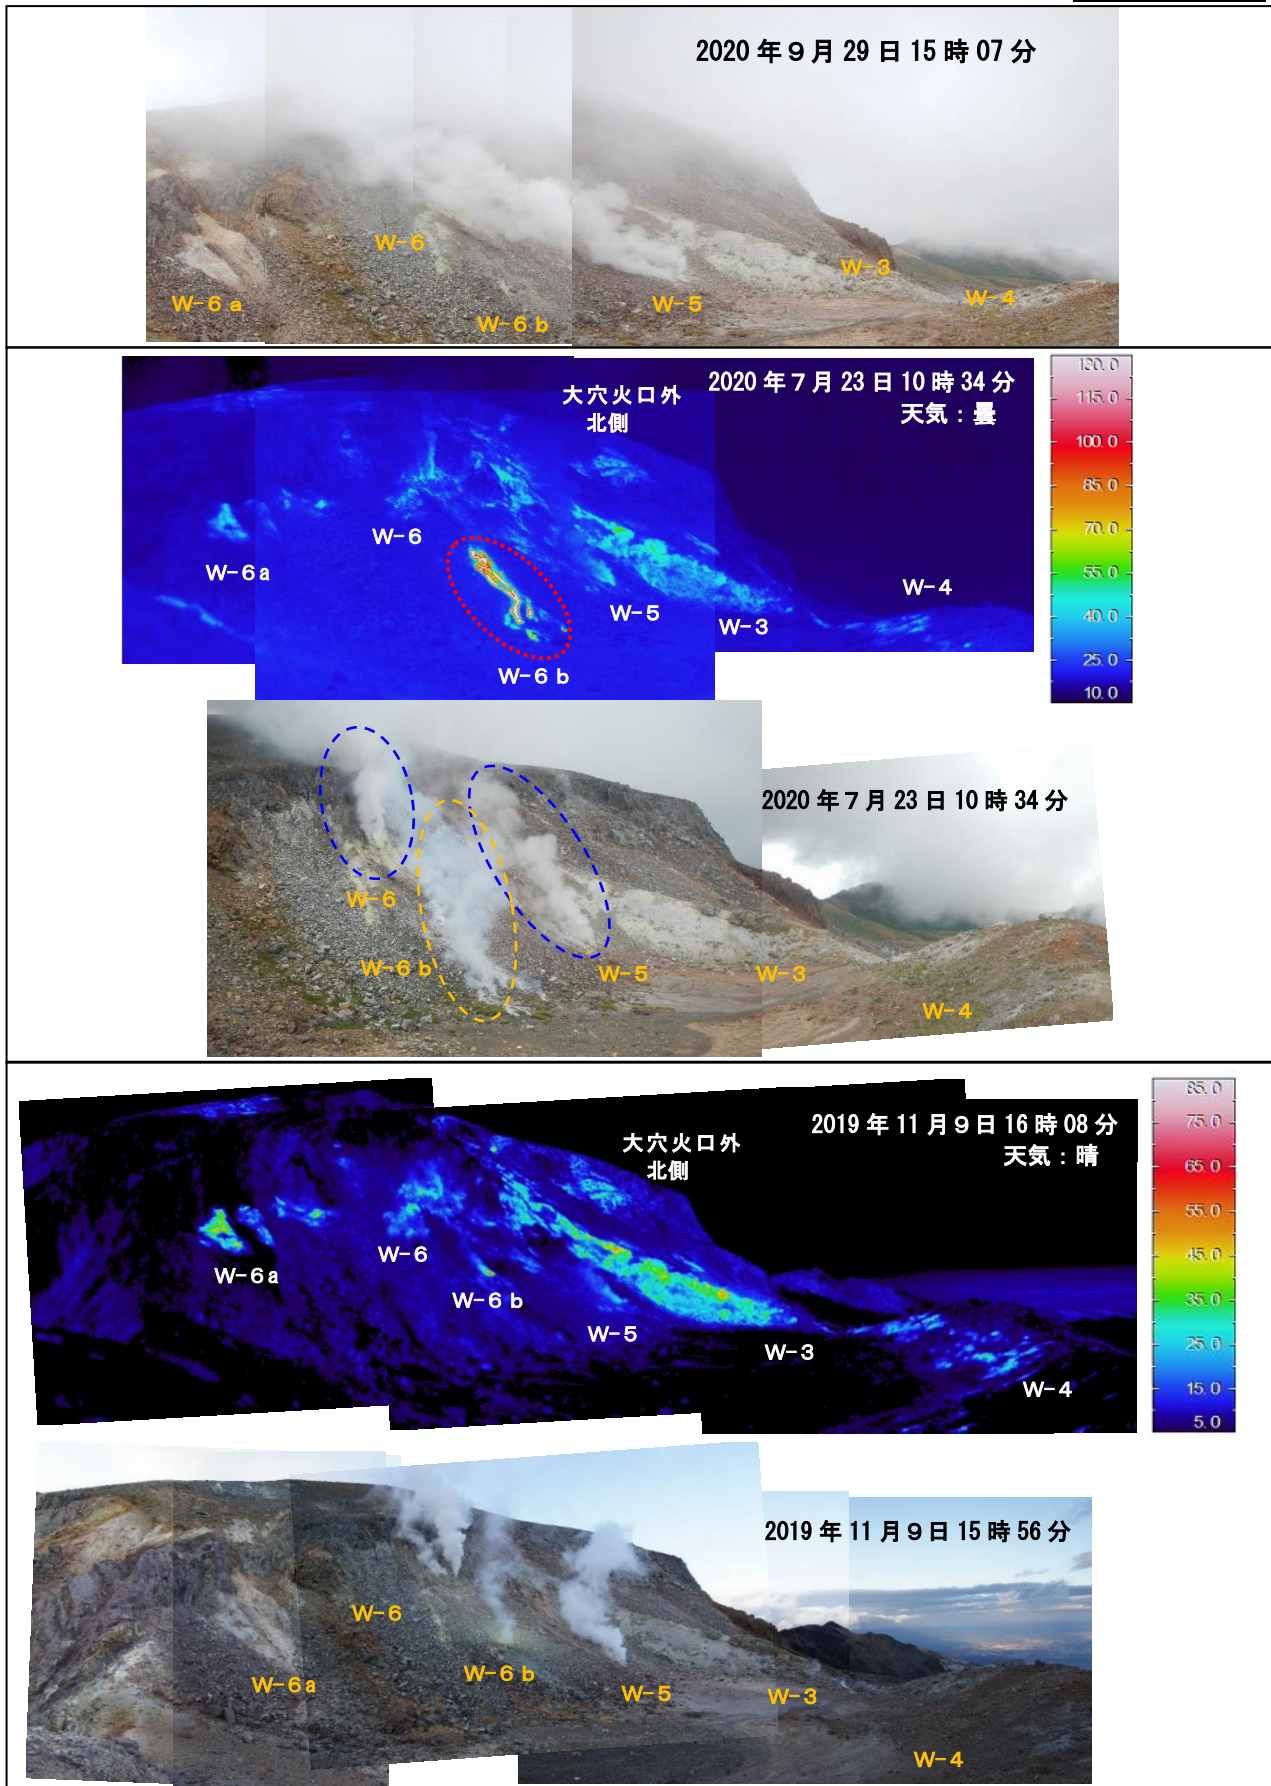 2020年９月29日15時07分
W-6
W-3
W-4
W-6a
W-5
W-6b
大穴火口外
北側
2020年７月23日10時34分
天気：曇
130.0
115.0
100.0
85.0
70.0
55.0
40.0
25.0
10.0
W-6
W-6a
W-4
W-5
W-3
W-6b
2020年７月23日10時34分
W-6
W-6b
W-5
W-3
W-4
大穴火口外
北側
2019年11月９日16時08分
天気：晴
85.0
75.0
65.0
55.0
45.0
35.0
25.0
15.0
5.0
W-6
W-6a
W-6b
W-5
W-3
W-4
2019年11月９日15時56分
W-6
W-6a
W-6b
W-5
W-3
W-4